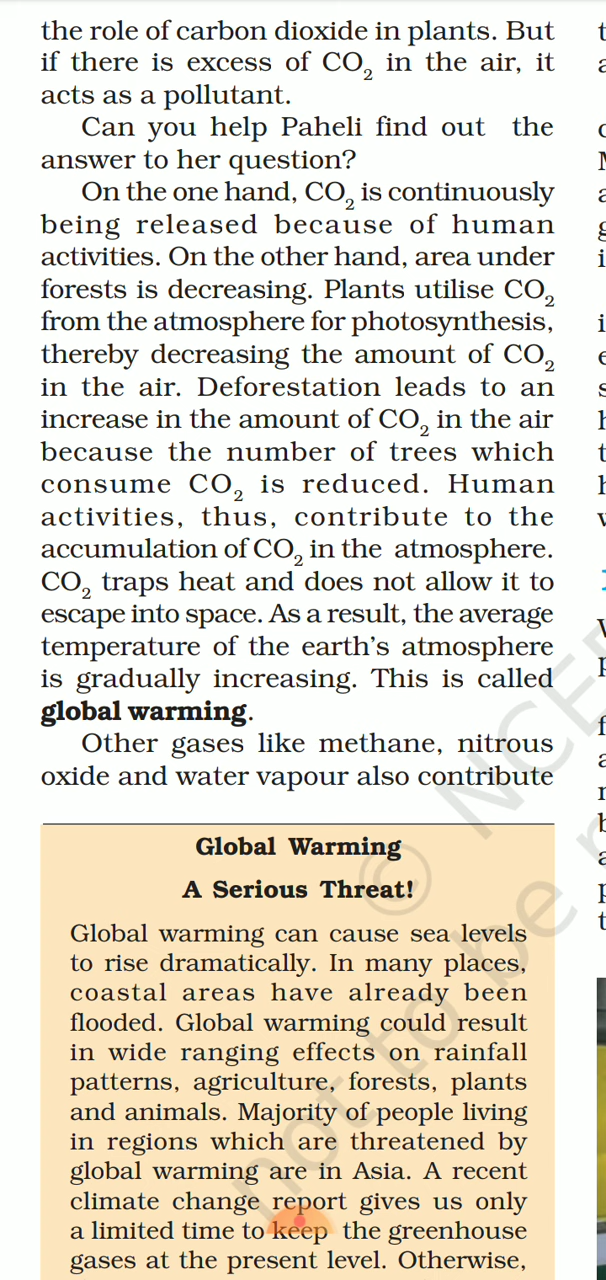 the role of carbon dioxide in plants. But
if there is excess of CO₂ in the air, it
acts as a pollutant.
Can you help Paheli find out the
answer to her question?
On the one hand, CO₂ is continuously
being released because of human
activities. On the other hand, area under
forests is decreasing. Plants utilise CO₂
from the atmosphere for photosynthesis,
thereby decreasing the amount of CO₂
in the air. Deforestation leads to an
increase in the amount of CO₂ in the air
because the number of trees which
consume CO₂ is reduced. Human
activities, thus, contribute to the
accumulation of CO₂ in the atmosphere.
CO₂ traps heat and does not allow it to
escape into space. As a result, the average
temperature of the earth's atmosphere
is gradually increasing. This is called
global warming.
Other gases like methane, nitrous
oxide and water vapour also contribute
Global Warming
A Serious Threat!
Global warming can cause sea levels
to rise dramatically. In many places,
coastal areas have already been
flooded. Global warming could result
in wide ranging effects on rainfall
patterns, agriculture, forests, plants
and animals. Majority of people living
in regions which are threatened by
global warming are in Asia. A recent
climate change report gives us only
a limited time to keep the greenhouse
gases at the present level. Otherwise,
© NCE
not to be r